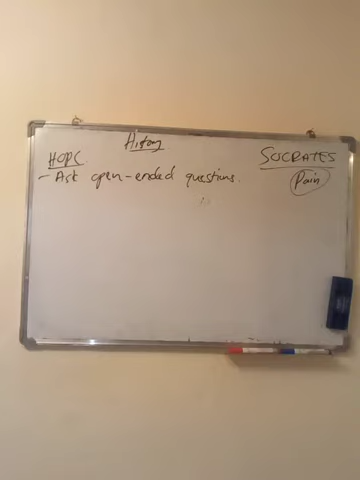 History
HOPC
SOCRATES
- Ask open-ended questions.
Pain